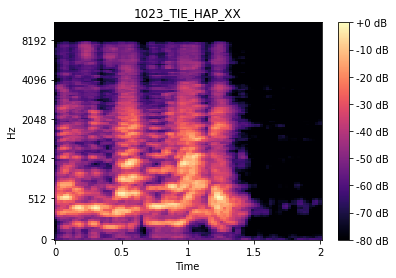 1023_TIE_HAP_XX
8192
4096
2048
1024
512
0
Hz
0
0.5
1
1.5
2
Time
+0 dB
-10 dB
-20 dB
-30 dB
-40 dB
-50 dB
-60 dB
-70 dB
-80 dB